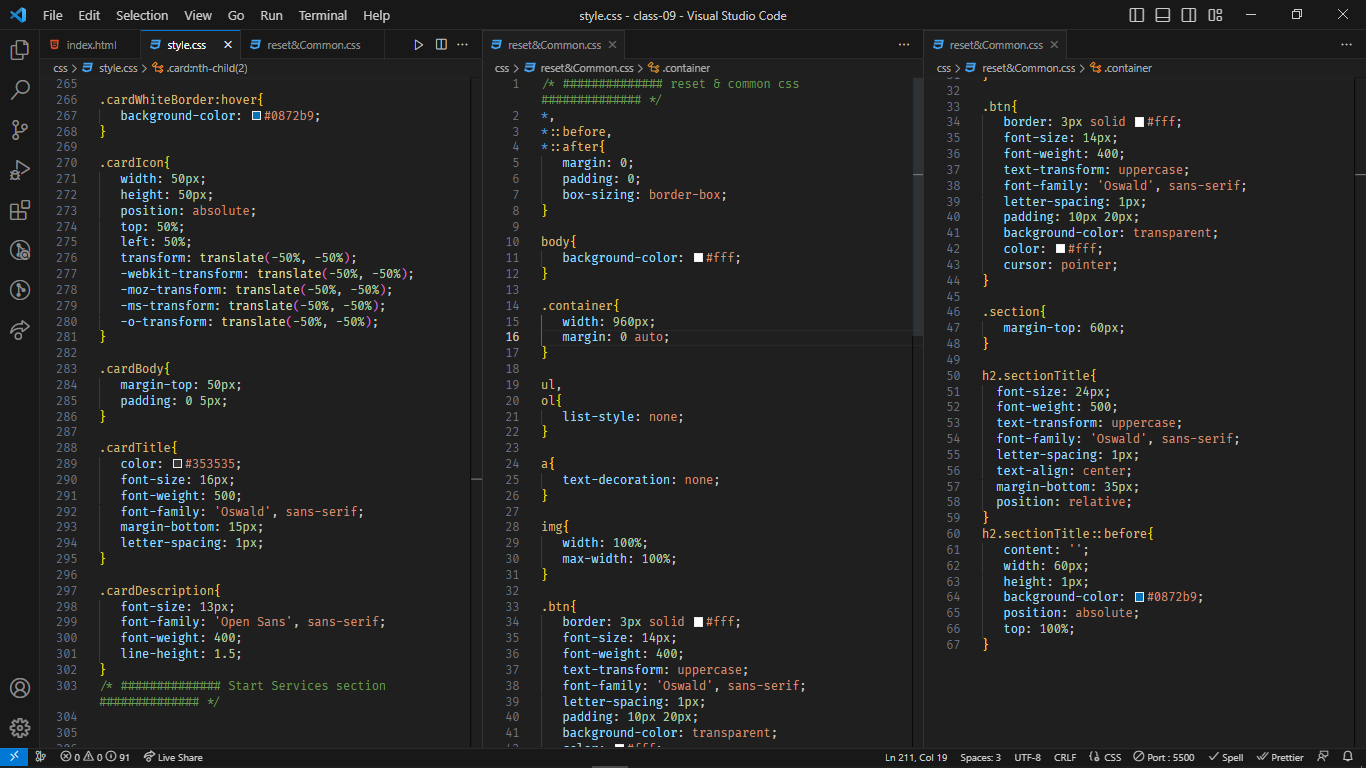 File Edit Selection View Go Run Terminal Help style.css - class-09 - Visual Studio Code
index.html style.css reset&Common.css
css > style.css > .card:nth-child(2)
265
266 .cardWhiteBorder:hover{
267 background-color: #0872b9;
268 }
269
270 .cardIcon{
271 width: 50px;
272 height: 50px;
273 position: absolute;
274 top: 50%;
275 left: 50%;
276 transform: translate(-50%, -50%);
277 -webkit-transform: translate(-50%, -50%);
278 -moz-transform: translate(-50%, -50%);
279 -ms-transform: translate(-50%, -50%);
280 -o-transform: translate(-50%, -50%);
281 }
282
283 .cardBody{
284 margin-top: 50px;
285 padding: 0 5px;
286 }
287
288 .cardTitle{
289 color: #353535;
290 font-size: 16px;
291 font-weight: 500;
292 font-family: 'Oswald', sans-serif;
293 margin-bottom: 15px;
294 letter-spacing: 1px;
295 }
296
297 .cardDescription{
298 font-size: 13px;
299 font-family: 'Open Sans', sans-serif;
300 font-weight: 400;
301 line-height: 1.5;
302 }
303 /* ############## Start Services section
############## */
304
305
reset&Common.css
css > reset&Common.css > .container
1 /* ############## reset & common css
############## */
2 *,
3 *::before,
4 *::after{
5 margin: 0;
6 padding: 0;
7 box-sizing: border-box;
8 }
9
10 body{
11 background-color: #fff;
12 }
13
14 .container{
15 width: 960px;
16 margin: 0 auto;
17 }
18
19 ul,
20 ol{
21 list-style: none;
22 }
23
24 a{
25 text-decoration: none;
26 }
27
28 img{
29 width: 100%;
30 max-width: 100%;
31 }
32
33 .btn{
34 border: 3px solid #fff;
35 font-size: 14px;
36 font-weight: 400;
37 text-transform: uppercase;
38 font-family: 'Oswald', sans-serif;
39 letter-spacing: 1px;
40 padding: 10px 20px;
41 background-color: transparent;
42 color: #fff;
reset&Common.css
css > reset&Common.css > .container
31 }
32
33 .btn{
34 border: 3px solid #fff;
35 font-size: 14px;
36 font-weight: 400;
37 text-transform: uppercase;
38 font-family: 'Oswald', sans-serif;
39 letter-spacing: 1px;
40 padding: 10px 20px;
41 background-color: transparent;
42 color: #fff;
43 cursor: pointer;
44 }
45
46 .section{
47 margin-top: 60px;
48 }
49
50 h2.sectionTitle{
51 font-size: 24px;
52 font-weight: 500;
53 text-transform: uppercase;
54 font-family: 'Oswald', sans-serif;
55 letter-spacing: 1px;
56 text-align: center;
57 margin-bottom: 35px;
58 position: relative;
59 }
60 h2.sectionTitle::before{
61 content: '';
62 width: 60px;
63 height: 1px;
64 background-color: #0872b9;
65 position: absolute;
66 top: 100%;
67 }
0 0 91 Live Share Ln 211, Col 19 Spaces: 3 UTF-8 CRLF CSS Port : 5500 Spell Prettier